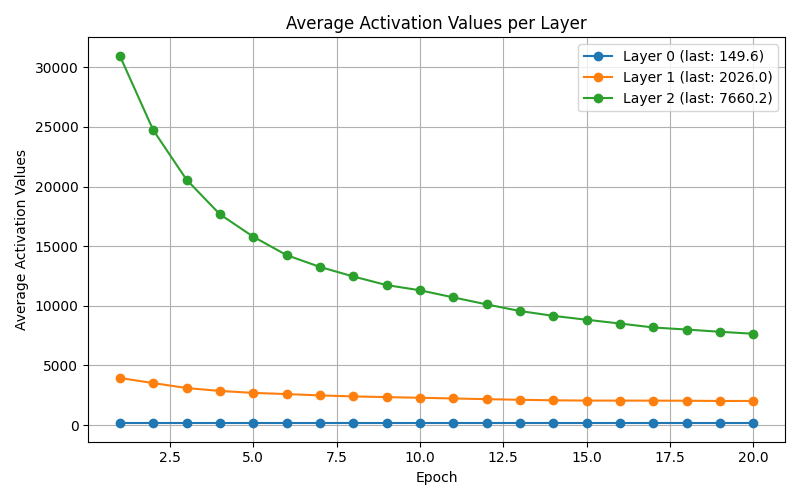 Average Activation Values per Layer
Layer 0 (last: 149.6)
Layer 1 (last: 2026.0)
Layer 2 (last: 7660.2)
30000
25000
20000
15000
10000
5000
0
Average Activation Values
2.5 5.0 7.5 10.0 12.5 15.0 17.5 20.0
Epoch